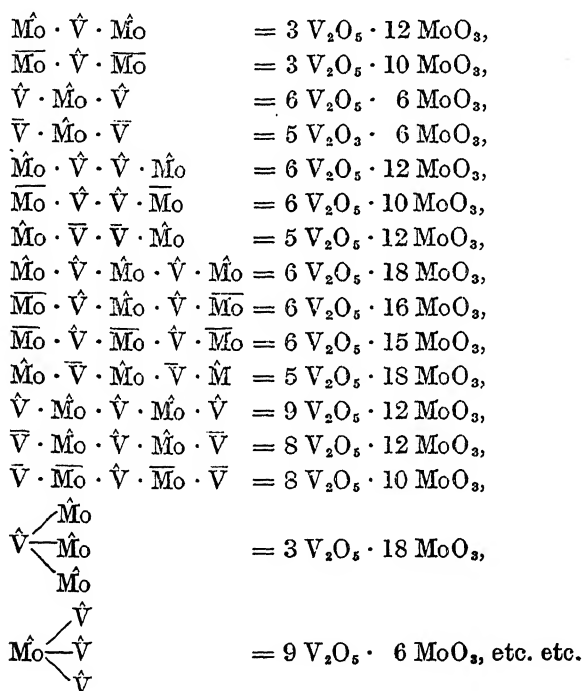 M̂o · V̂ · M̂o = 3 V₂O₅ · 12 MoO₃,
M̅o̅ · V̂ · M̅o̅ = 3 V₂O₅ · 10 MoO₃,
V̂ · M̂o · V̂ = 6 V₂O₅ · 6 MoO₃,
V̅ · M̂o · V̅ = 5 V₂O₃ · 6 MoO₃,
M̂o · V̂ · V̂ · M̂o = 6 V₂O₅ · 12 MoO₃,
M̅o̅ · V̂ · V̂ · M̅o = 6 V₂O₅ · 10 MoO₃,
M̂o · V̅ · V̅ · M̂o = 5 V₂O₅ · 12 MoO₃,
M̂o · V̂ · M̂o · V̂ · M̂o = 6 V₂O₅ · 18 MoO₃,
M̅o̅ · V̂ · M̂o · V̂ · M̅o̅ = 6 V₂O₅ · 16 MoO₃,
M̅o̅ · V̂ · M̅o̅ · V̂ · M̅o = 6 V₂O₅ · 15 MoO₃,
M̂o · V̅ · M̂o · V̅ · M̂ = 5 V₂O₅ · 18 MoO₃,
V̂ · M̂o · V̂ · M̂o · V̂ = 9 V₂O₅ · 12 MoO₃,
V̅ · M̂o · V̂ · M̂o · V̅ = 8 V₂O₅ · 12 MoO₃,
V̅ · M̅o̅ · V̂ · M̅o̅ · V̅ = 8 V₂O₅ · 10 MoO₃,
M̂o
V̂ M̂o = 3 V₂O₅ · 18 MoO₃,
M̂o
V̂
M̂o V̂ = 9 V₂O₅ · 6 MoO₃, etc. etc.
V̂